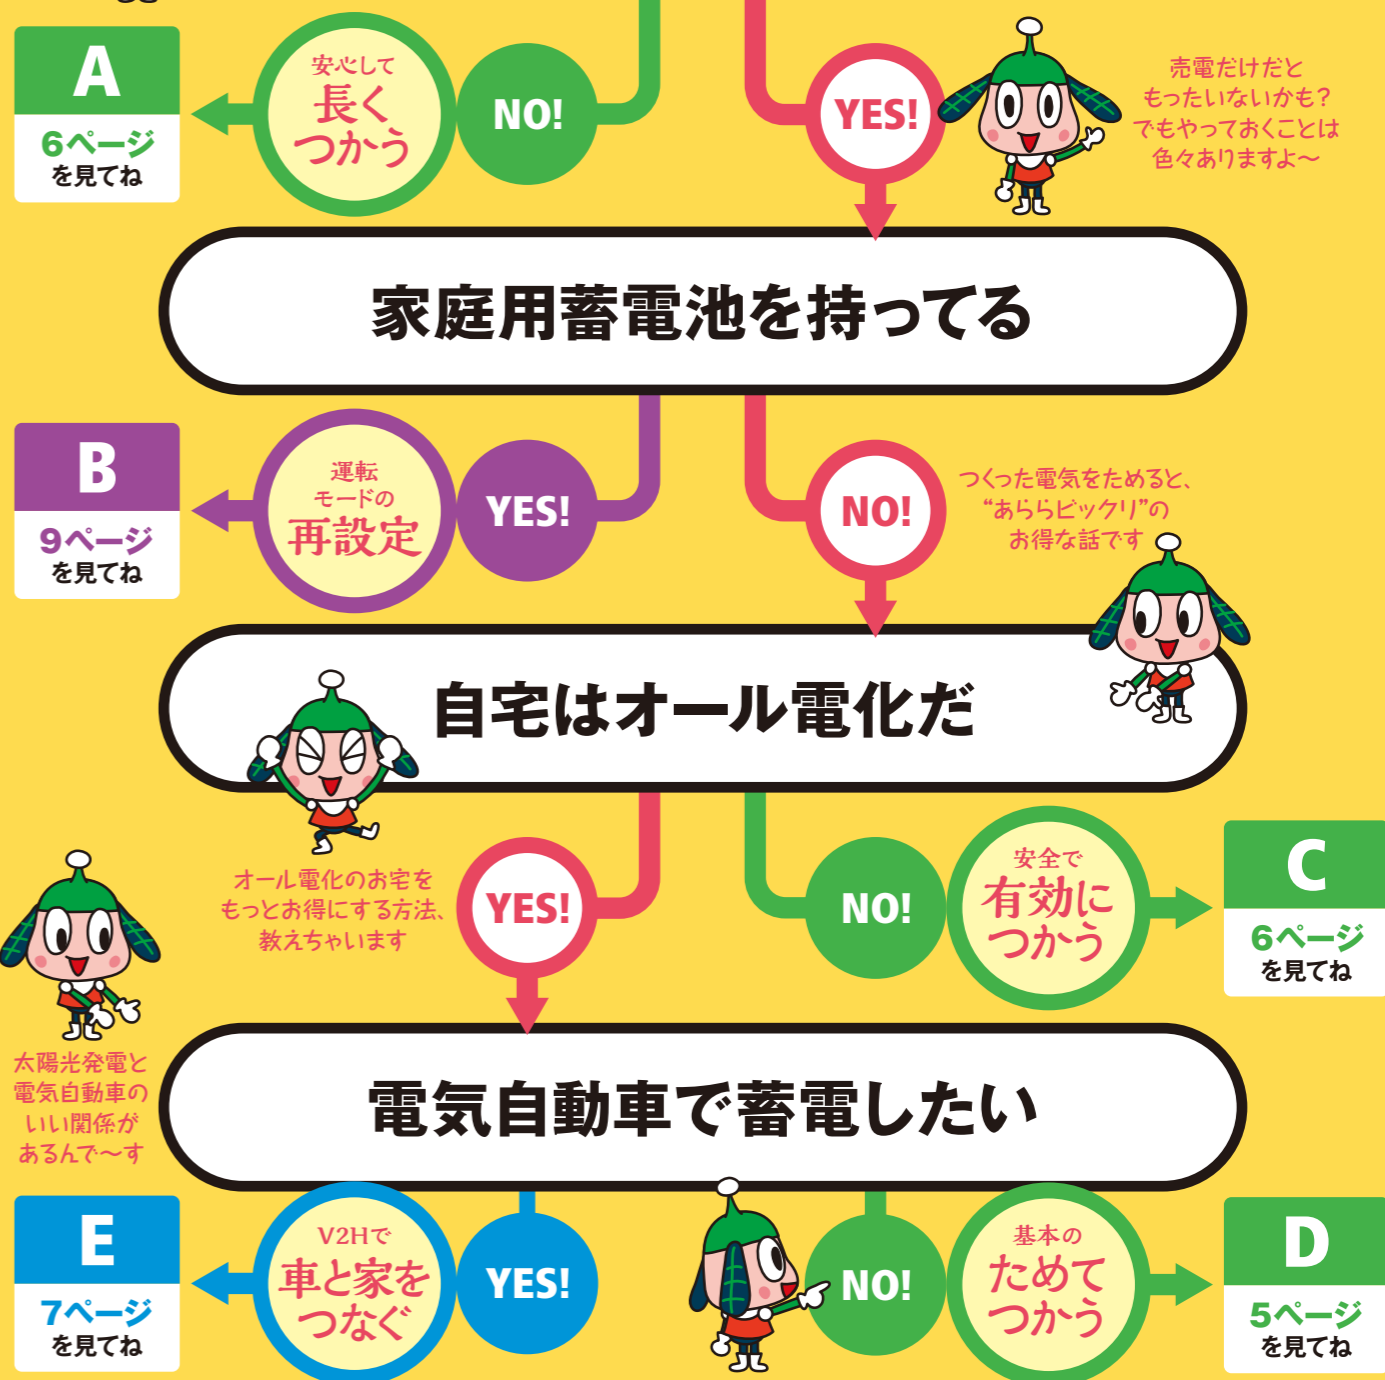 A
6ページ
を見てね
安心して
長く
つかう
NO!
YES!
売電だけだと
もったいないかも?
でもやっておくことは
色々ありますよ～
家庭用蓄電池を持ってる
B
9ページ
を見てね
運転
モードの
再設定
YES!
NO!
つくった電気をためると、
“あららビックリ”の
お得な話です
自宅はオール電化だ
オール電化のお宅を
もっとお得にする方法、
教えちゃいます
YES!
NO!
安全で
有効に
つかう
C
6ページ
を見てね
太陽光発電と
電気自動車の
いい関係が
あるんで～す
電気自動車で蓄電したい
E
7ページ
を見てね
V2Hで
車と家を
つなぐ
YES!
NO!
基本の
ためて
つかう
D
5ページ
を見てね